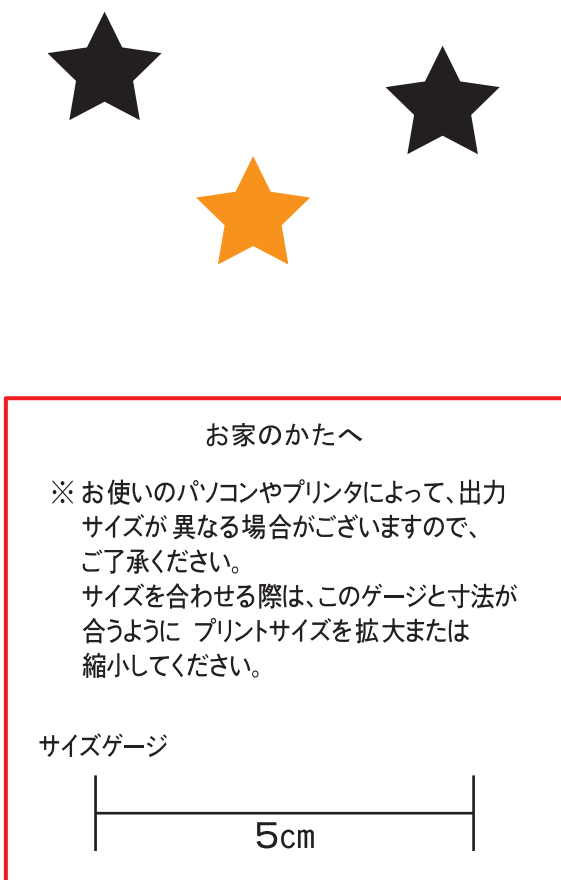 お家のかたへ
※ お使いのパソコンやプリンタによって、出力
サイズが 異なる場合がございますので、
ご了承ください。
サイズを合わせる際は、このゲージと寸法が
合うように プリントサイズを拡大または
縮小してください。
サイズゲージ
5cm